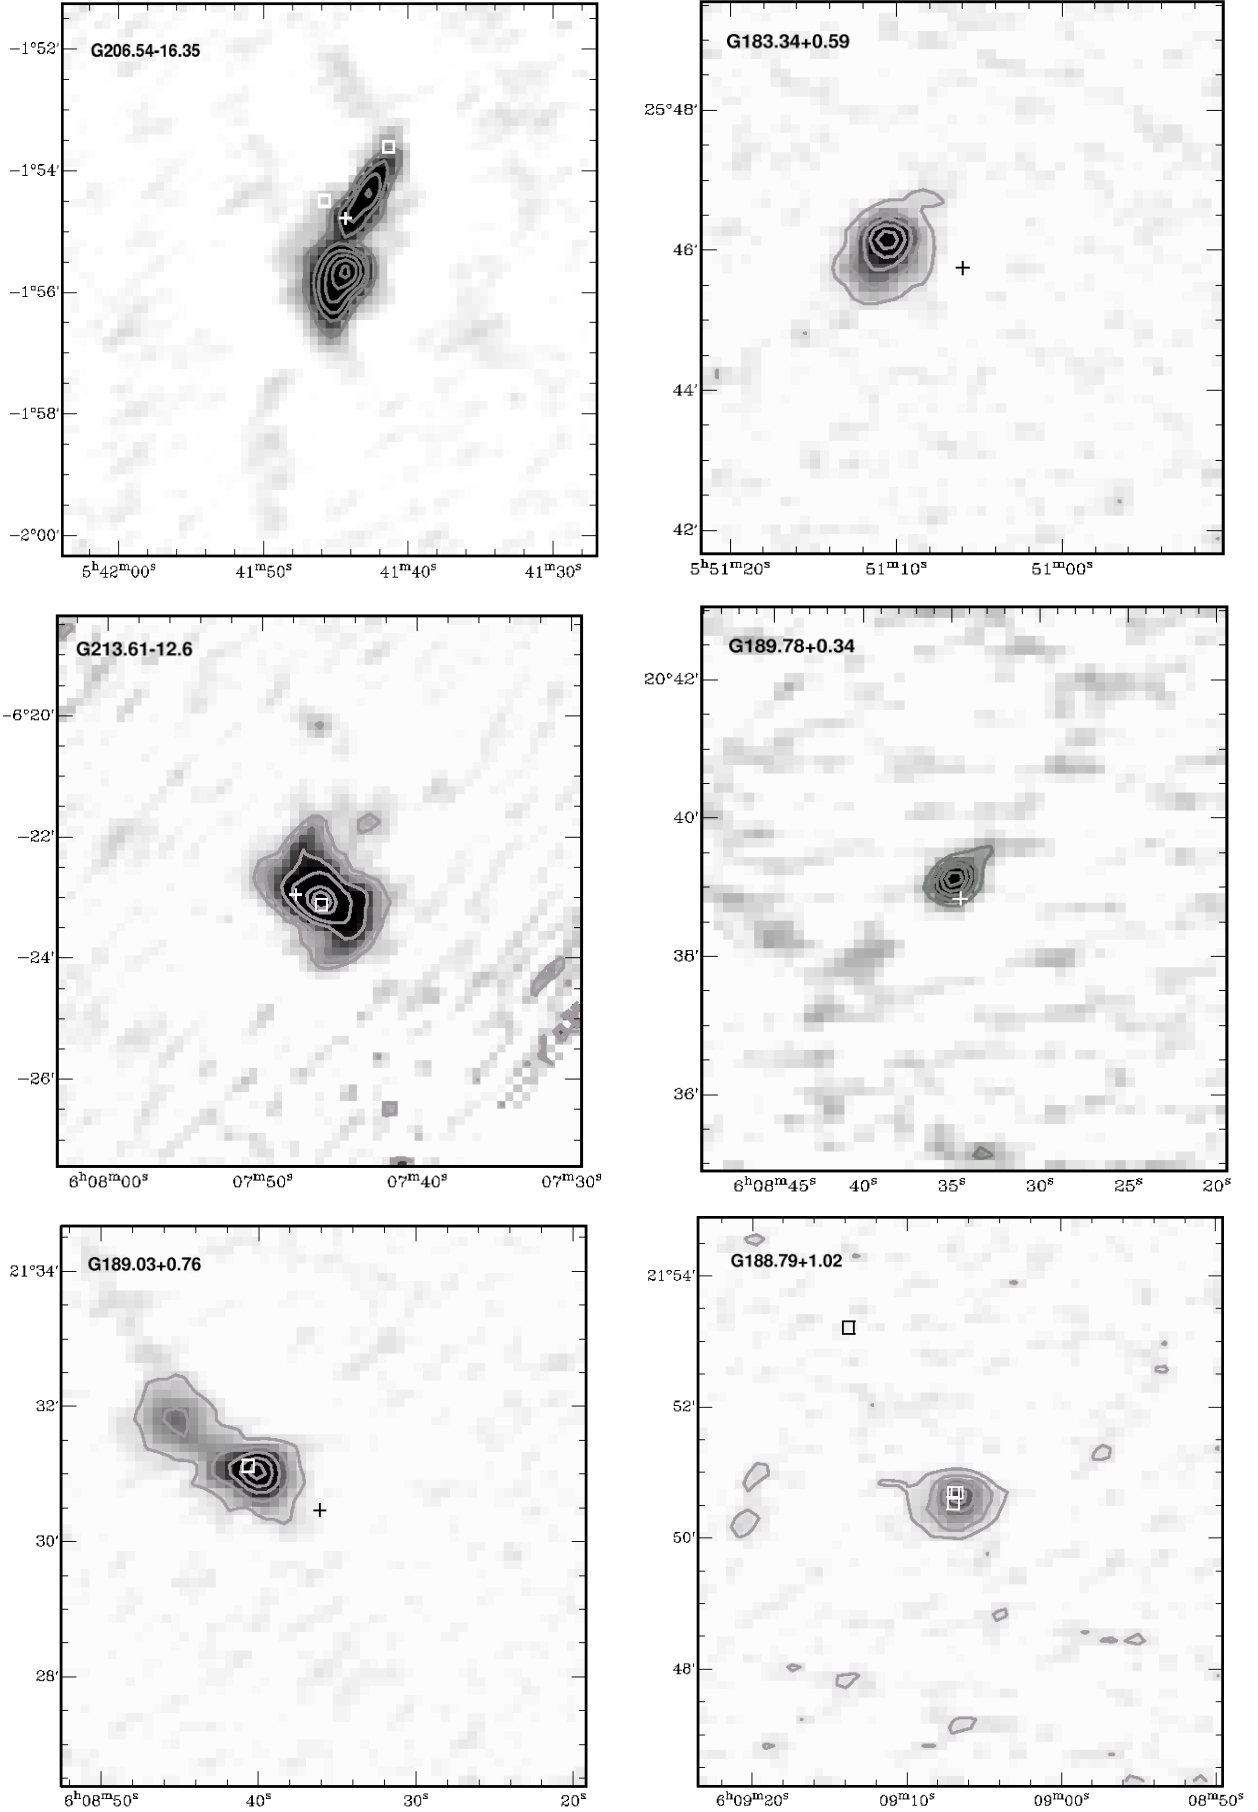 G206.54-16.35
−1°52′
−1°54′
−1°56′
−1°58′
−2°00′
5ʰ42ᵐ00ˢ 41ᵐ50ˢ 41ᵐ40ˢ 41ᵐ30ˢ
G183.34+0.59
25°48′
46′
44′
42′
5ʰ51ᵐ20ˢ 51ᵐ10ˢ 51ᵐ00ˢ
G213.61-12.6
−6°20′
−22′
−24′
−26′
6ʰ08ᵐ00ˢ 07ᵐ50ˢ 07ᵐ40ˢ 07ᵐ30ˢ
G189.78+0.34
20°42′
40′
38′
36′
6ʰ08ᵐ45ˢ 40ˢ 35ˢ 30ˢ 25ˢ 20ˢ
G189.03+0.76
21°34′
32′
30′
28′
6ʰ08ᵐ50ˢ 40ˢ 30ˢ 20ˢ
G188.79+1.02
21°54′
52′
50′
48′
6ʰ09ᵐ20ˢ 09ᵐ10ˢ 09ᵐ00ˢ 08ᵐ50ˢ